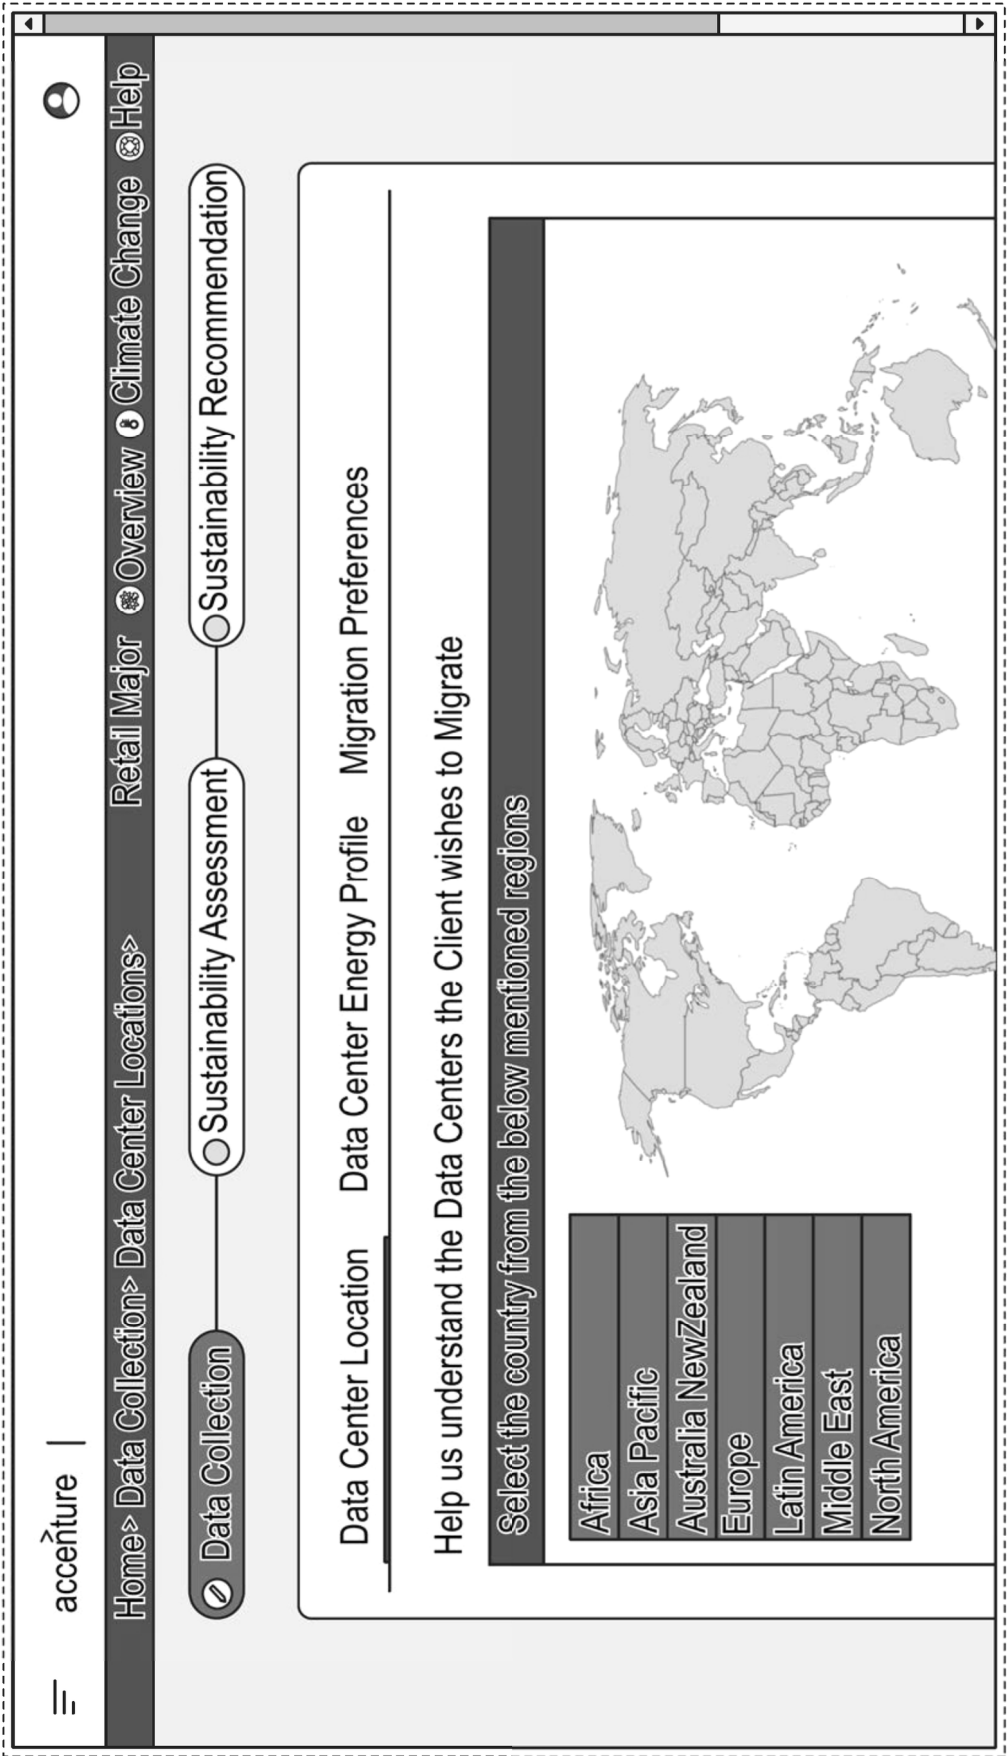 accenture
Home> Data Collection> Data Center Locations> Retail Major Overview Climate Change Help
Data Collection Sustainability Assessment Sustainability Recommendation
Data Center Location Data Center Energy Profile Migration Preferences
Help us understand the Data Centers the Client wishes to Migrate
Select the country from the below mentioned regions
Africa
Asia Pacific
Australia NewZealand
Europe
Latin America
Middle East
North America